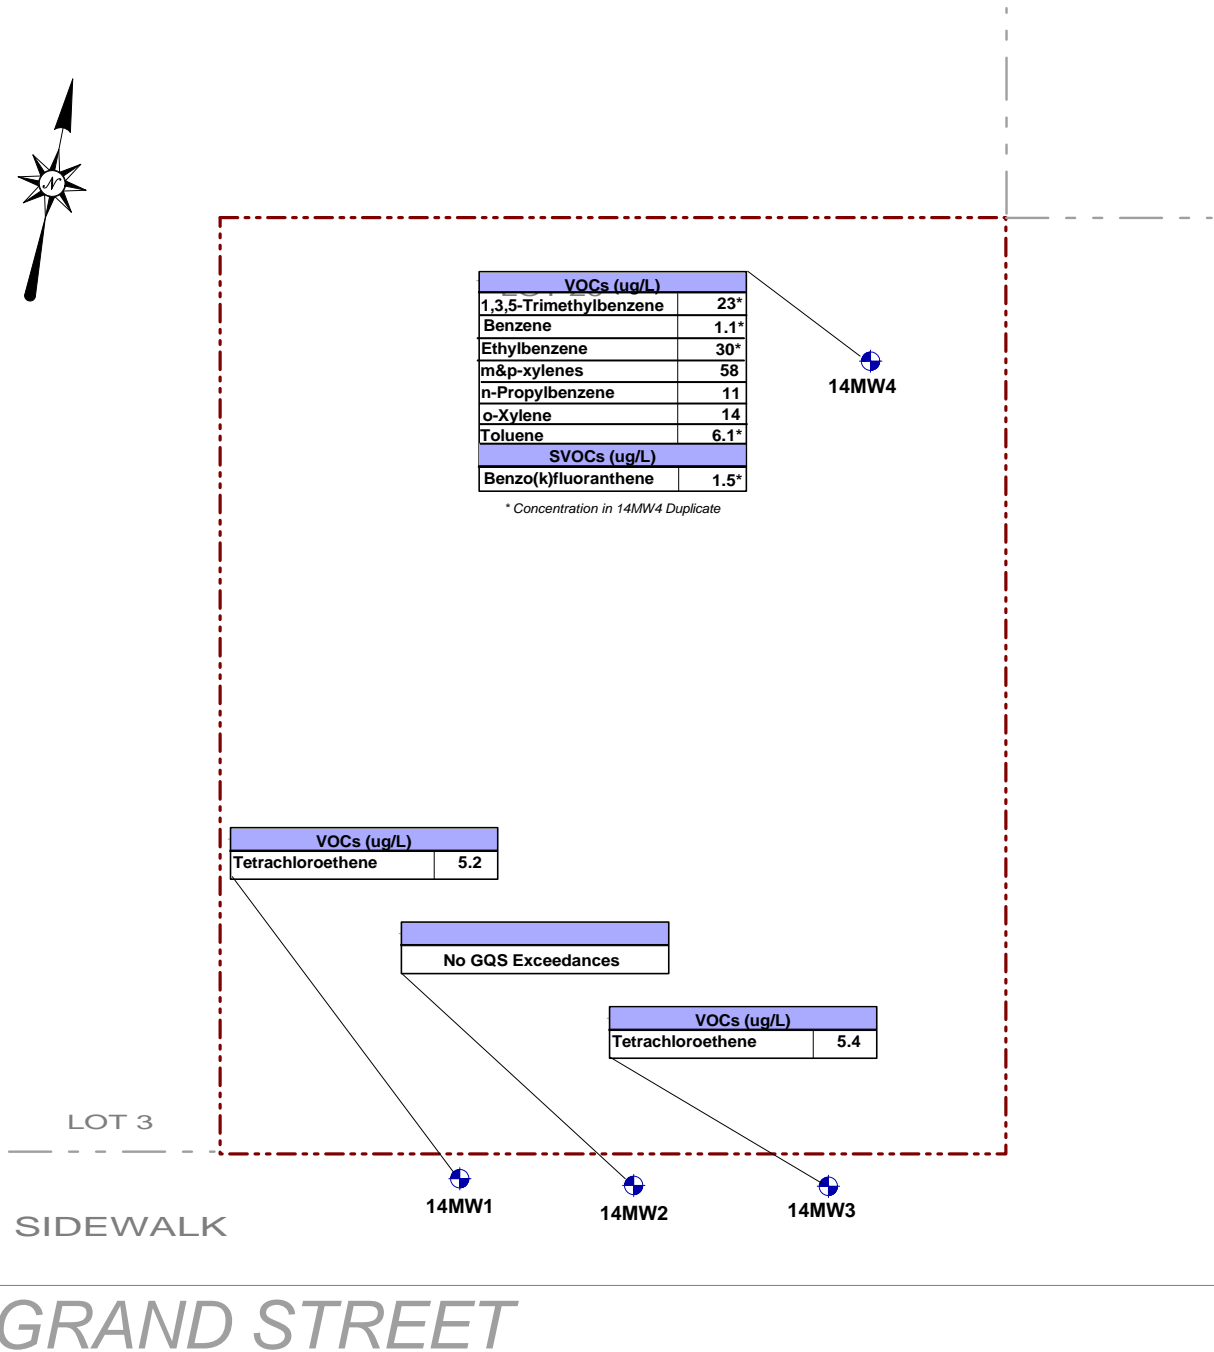 N
VOCs (ug/L)
1,3,5-Trimethylbenzene 23*
Benzene 1.1*
Ethylbenzene 30*
m&p-xylenes 58
n-Propylbenzene 11
o-Xylene 14
Toluene 6.1*
SVOCs (ug/L)
Benzo(k)fluoranthene 1.5*
* Concentration in 14MW4 Duplicate
14MW4
VOCs (ug/L)
Tetrachloroethene 5.2
No GQS Exceedances
VOCs (ug/L)
Tetrachloroethene 5.4
LOT 3
14MW1
14MW2
14MW3
SIDEWALK
GRAND STREET